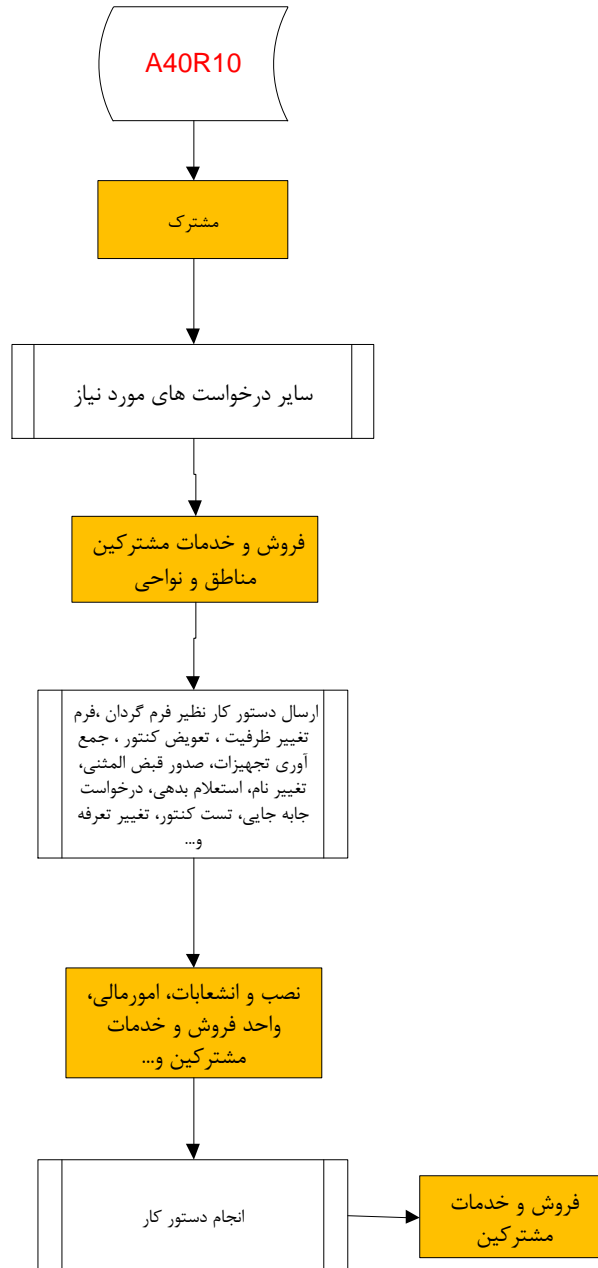 A40R10
مشترک
سایر درخواست های مورد نیاز
فروش و خدمات مشترکین
مناطق و نواحی
ارسال دستور کار نظیر فرم گردان ،فرم
تغییر ظرفیت ، تعویض کنتور ، جمع
آوری تجهیزات، صدور قبض المثنی،
تغییر نام، استعلام بدهی، درخواست
جابه جایی، تست کنتور، تغییر تعرفه
و...
نصب و انشعابات، امورمالی،
واحد فروش و خدمات
مشترکین و...
انجام دستور کار
فروش و خدمات
مشترکین